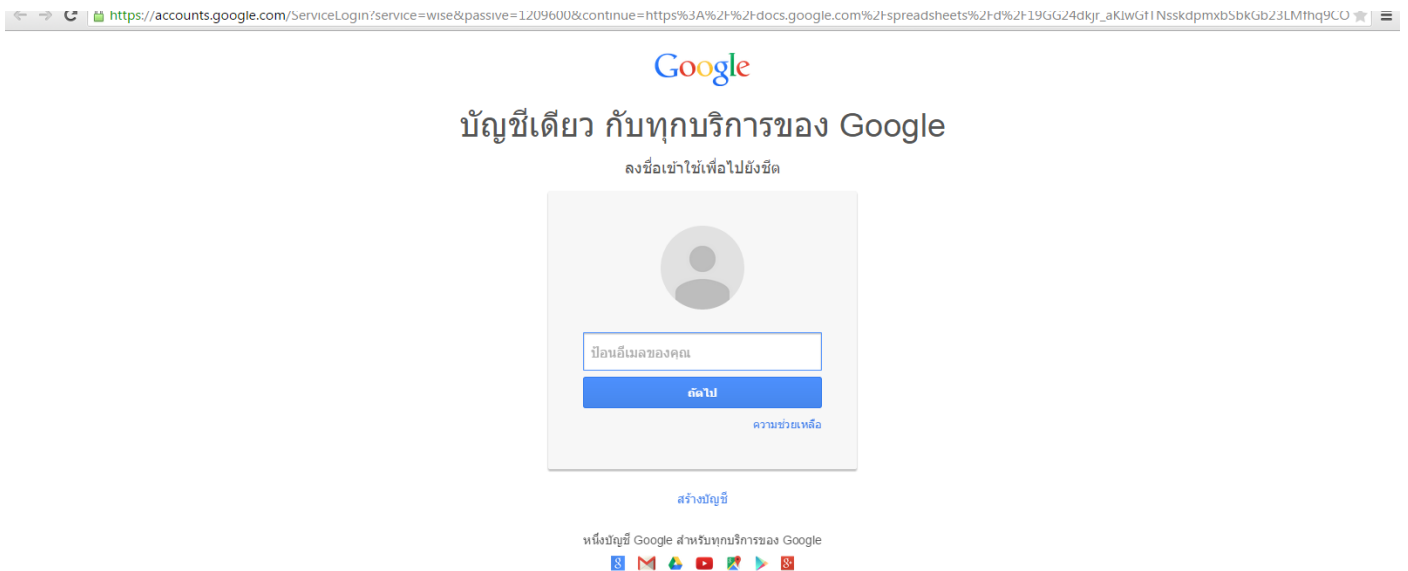 https://accounts.google.com/ServiceLogin?service=wise&passive=1209600&continue=https%3A%2F%2Fdocs.google.com%2Fspreadsheets%2Fd%2F19GG24dkjr_aKIwGfTNsskdpmxbSbkGb23LMfhq9CO
Google
บัญชีเดียว กับทุกบริการของ Google
ลงชื่อเข้าใช้เพื่อไปยังชีต
ป้อนอีเมลของคุณ
ถัดไป
ความช่วยเหลือ
สร้างบัญชี
หนึ่งบัญชี Google สำหรับทุกบริการของ Google